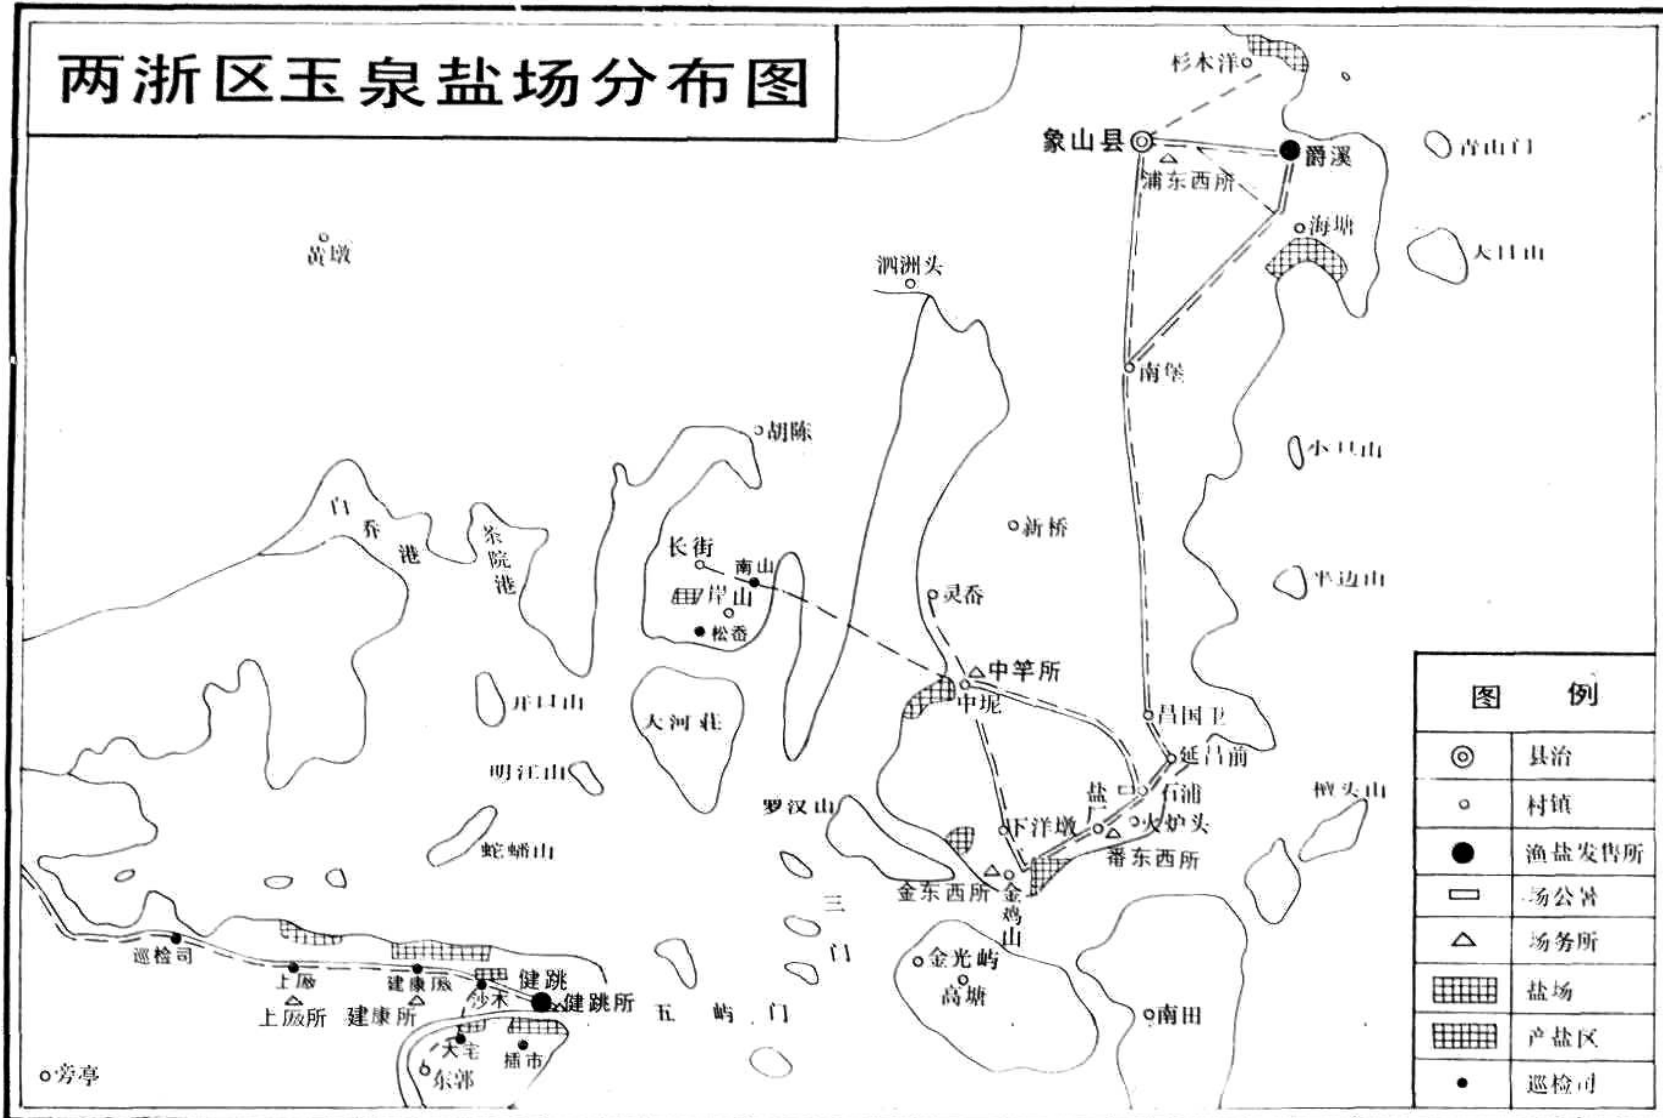 两浙区玉泉盐场分布图
杉木洋
象山县
爵溪
青山门
浦东西所
海塘
大目山
黄墩
泗洲头
南堡
胡陈
小目山
白
乔
港
茶
院
港
新桥
长街
南山
岸山
松岙
灵岙
半边山
中竿所
中坭
开口山
大河荘
昌国卫
延昌前
明江山
罗汉山
盐
厂
石浦
檀头山
下洋墩
火炉头
番东西所
蛇蟠山
金东西所
金
鸡
山
三
门
巡检司
上厫
建康厫
沙木
健跳
健跳所
上厫所
建康所
五屿门
金光屿
高塘
南田
大宅
插市
东郭
旁亭
图例
县治
村镇
渔盐发售所
场公署
场务所
盐场
产盐区
巡检司